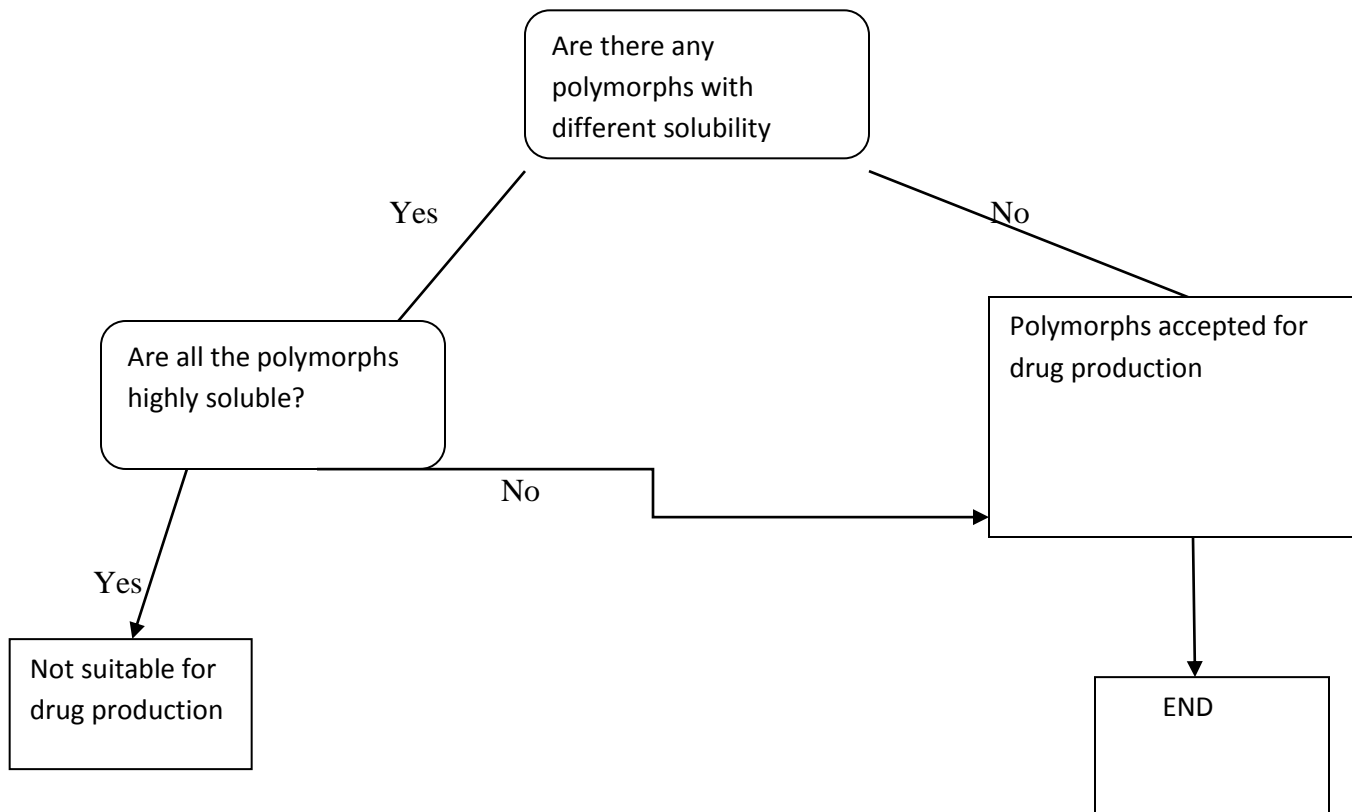 Are there any
polymorphs with
different solubility
Yes
No
Polymorphs accepted for
drug production
Are all the polymorphs
highly soluble?
No
Yes
Not suitable for
drug production
END